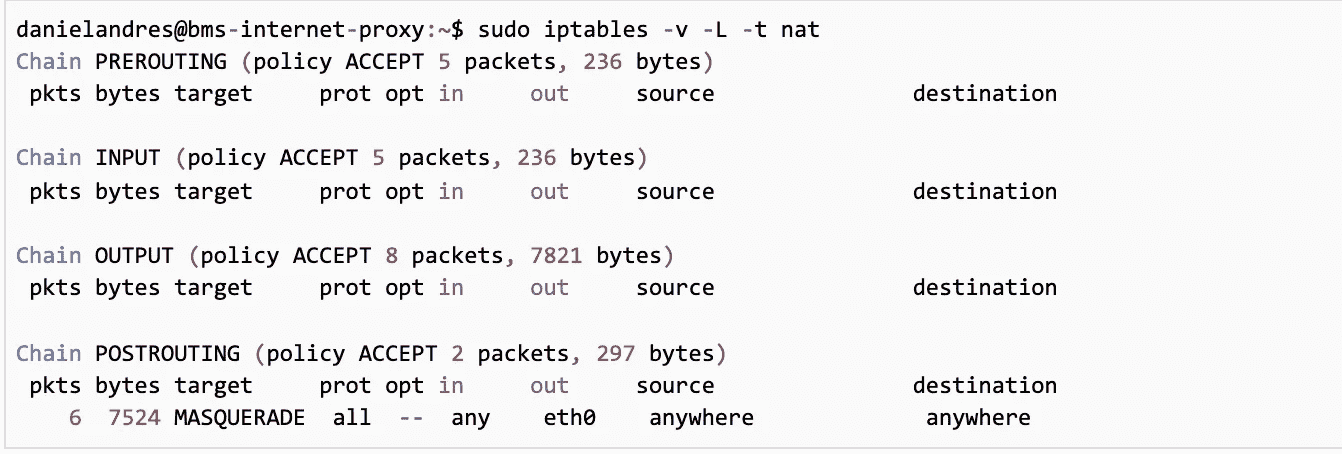 danielandres@bms-internet-proxy:~$ sudo iptables -v -L -t nat
Chain PREROUTING (policy ACCEPT 5 packets, 236 bytes)
 pkts bytes target     prot opt in     out     source               destination

Chain INPUT (policy ACCEPT 5 packets, 236 bytes)
 pkts bytes target     prot opt in     out     source               destination

Chain OUTPUT (policy ACCEPT 8 packets, 7821 bytes)
 pkts bytes target     prot opt in     out     source               destination

Chain POSTROUTING (policy ACCEPT 2 packets, 297 bytes)
 pkts bytes target     prot opt in     out     source               destination
    6  7524 MASQUERADE  all  --  any    eth0    anywhere             anywhere